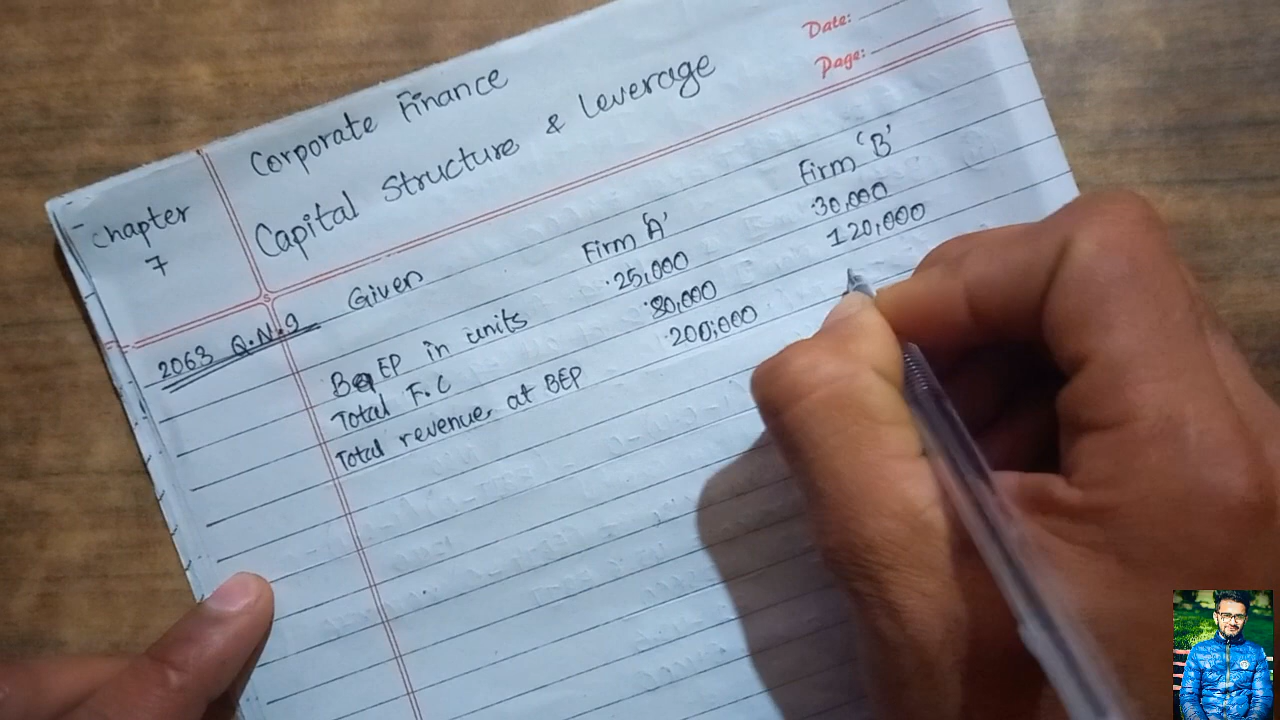 Date:
Page:
Corporate Finance
Chapter 7
Capital Structure & Leverage
2063 Q.N.9
Given Firm 'A' Firm 'B'
BEP in units 25,000 30,000
Total F.C 80,000 120,000
Total revenue at BEP 200,000